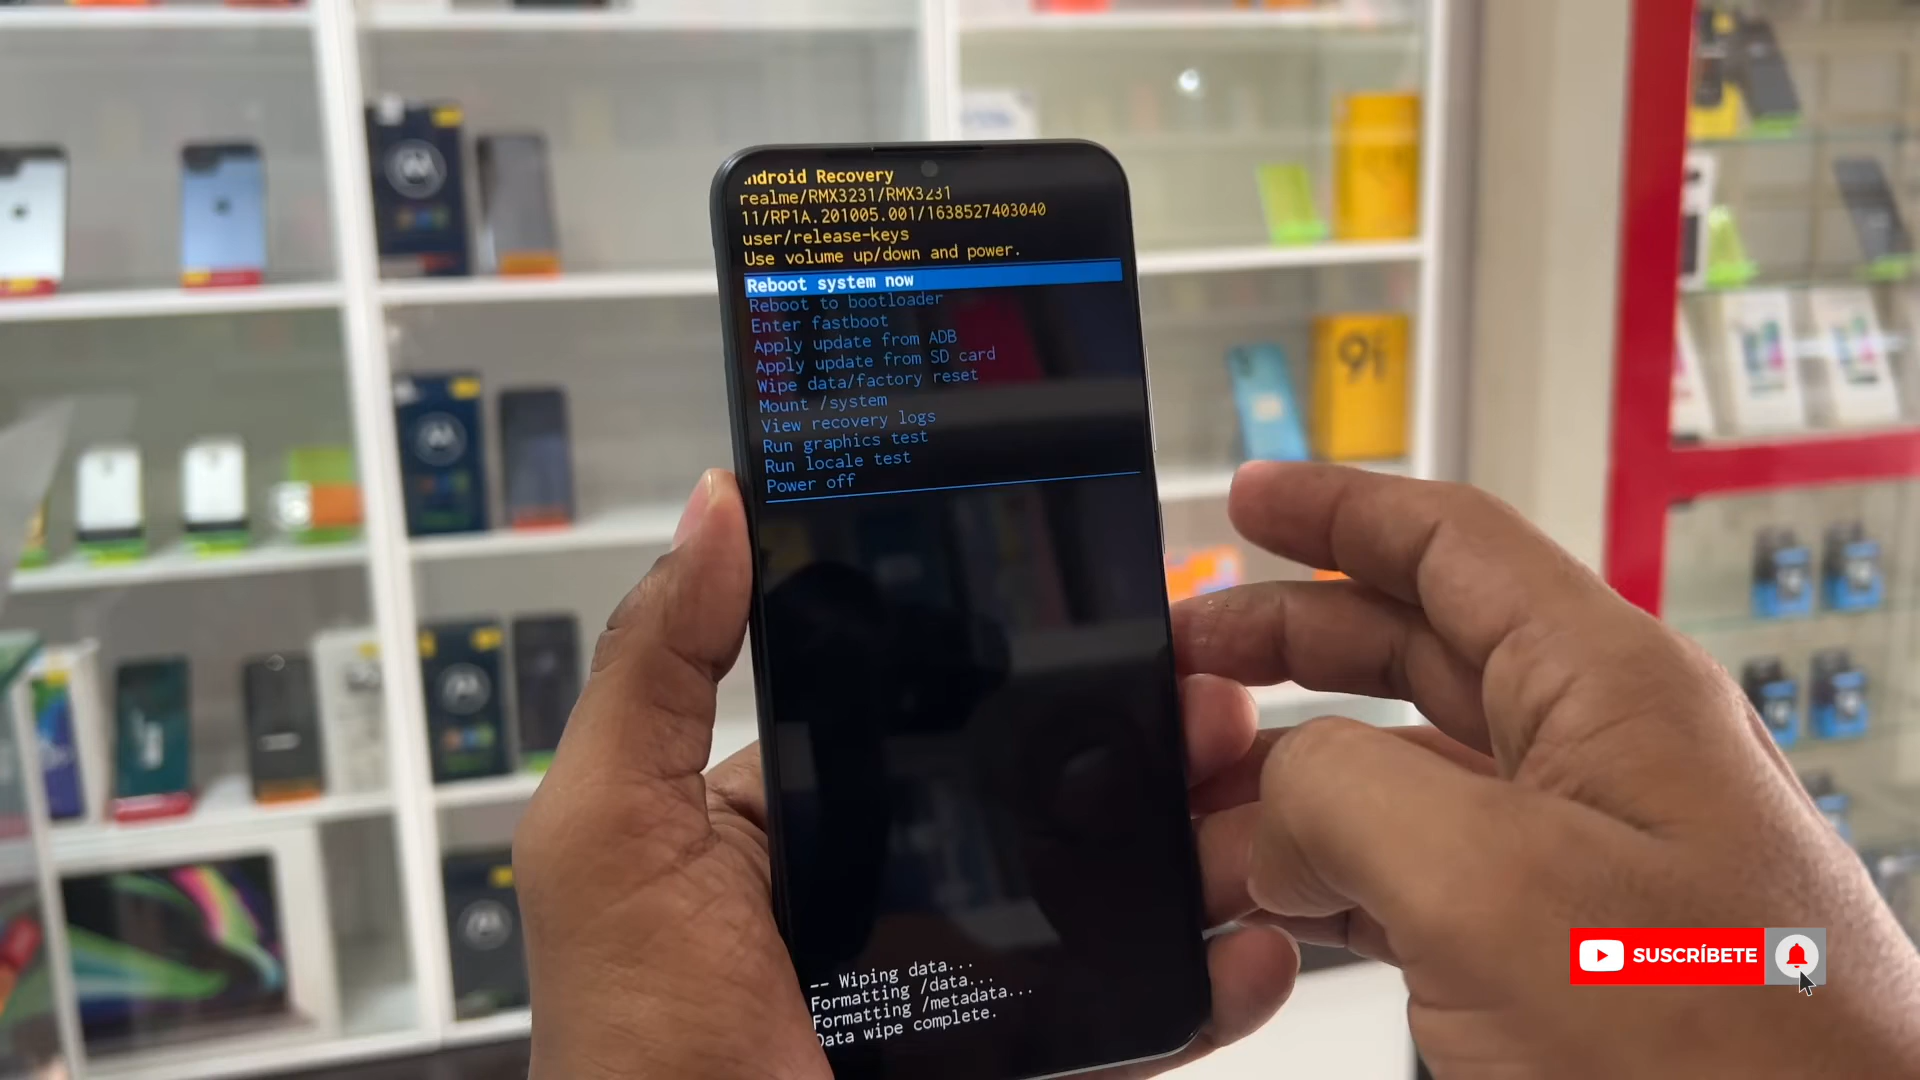 Android Recovery
realme/RMX3231/RMX3231
11/RP1A.201005.001/1638527403040
user/release-keys
Use volume up/down and power.
Reboot system now
Reboot to bootloader
Enter fastboot
Apply update from ADB
Apply update from SD card
Wipe data/factory reset
Mount /system
View recovery logs
Run graphics test
Run locale test
Power off
-- Wiping data...
Formatting /data...
Formatting /metadata...
Data wipe complete.
9i
SUSCRÍBETE